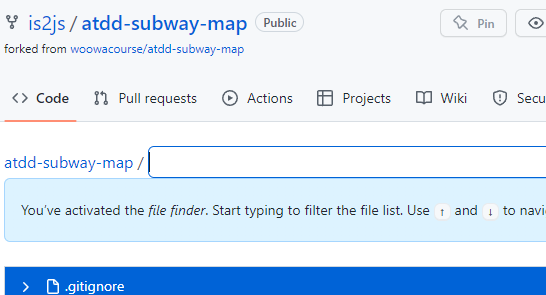 is2js / atdd-subway-map Public
Pin
forked from woowacourse/atdd-subway-map
<> Code Pull requests Actions Projects Wiki Secu
atdd-subway-map /
You've activated the file finder. Start typing to filter the file list. Use ↑ and ↓ to navi
.gitignore